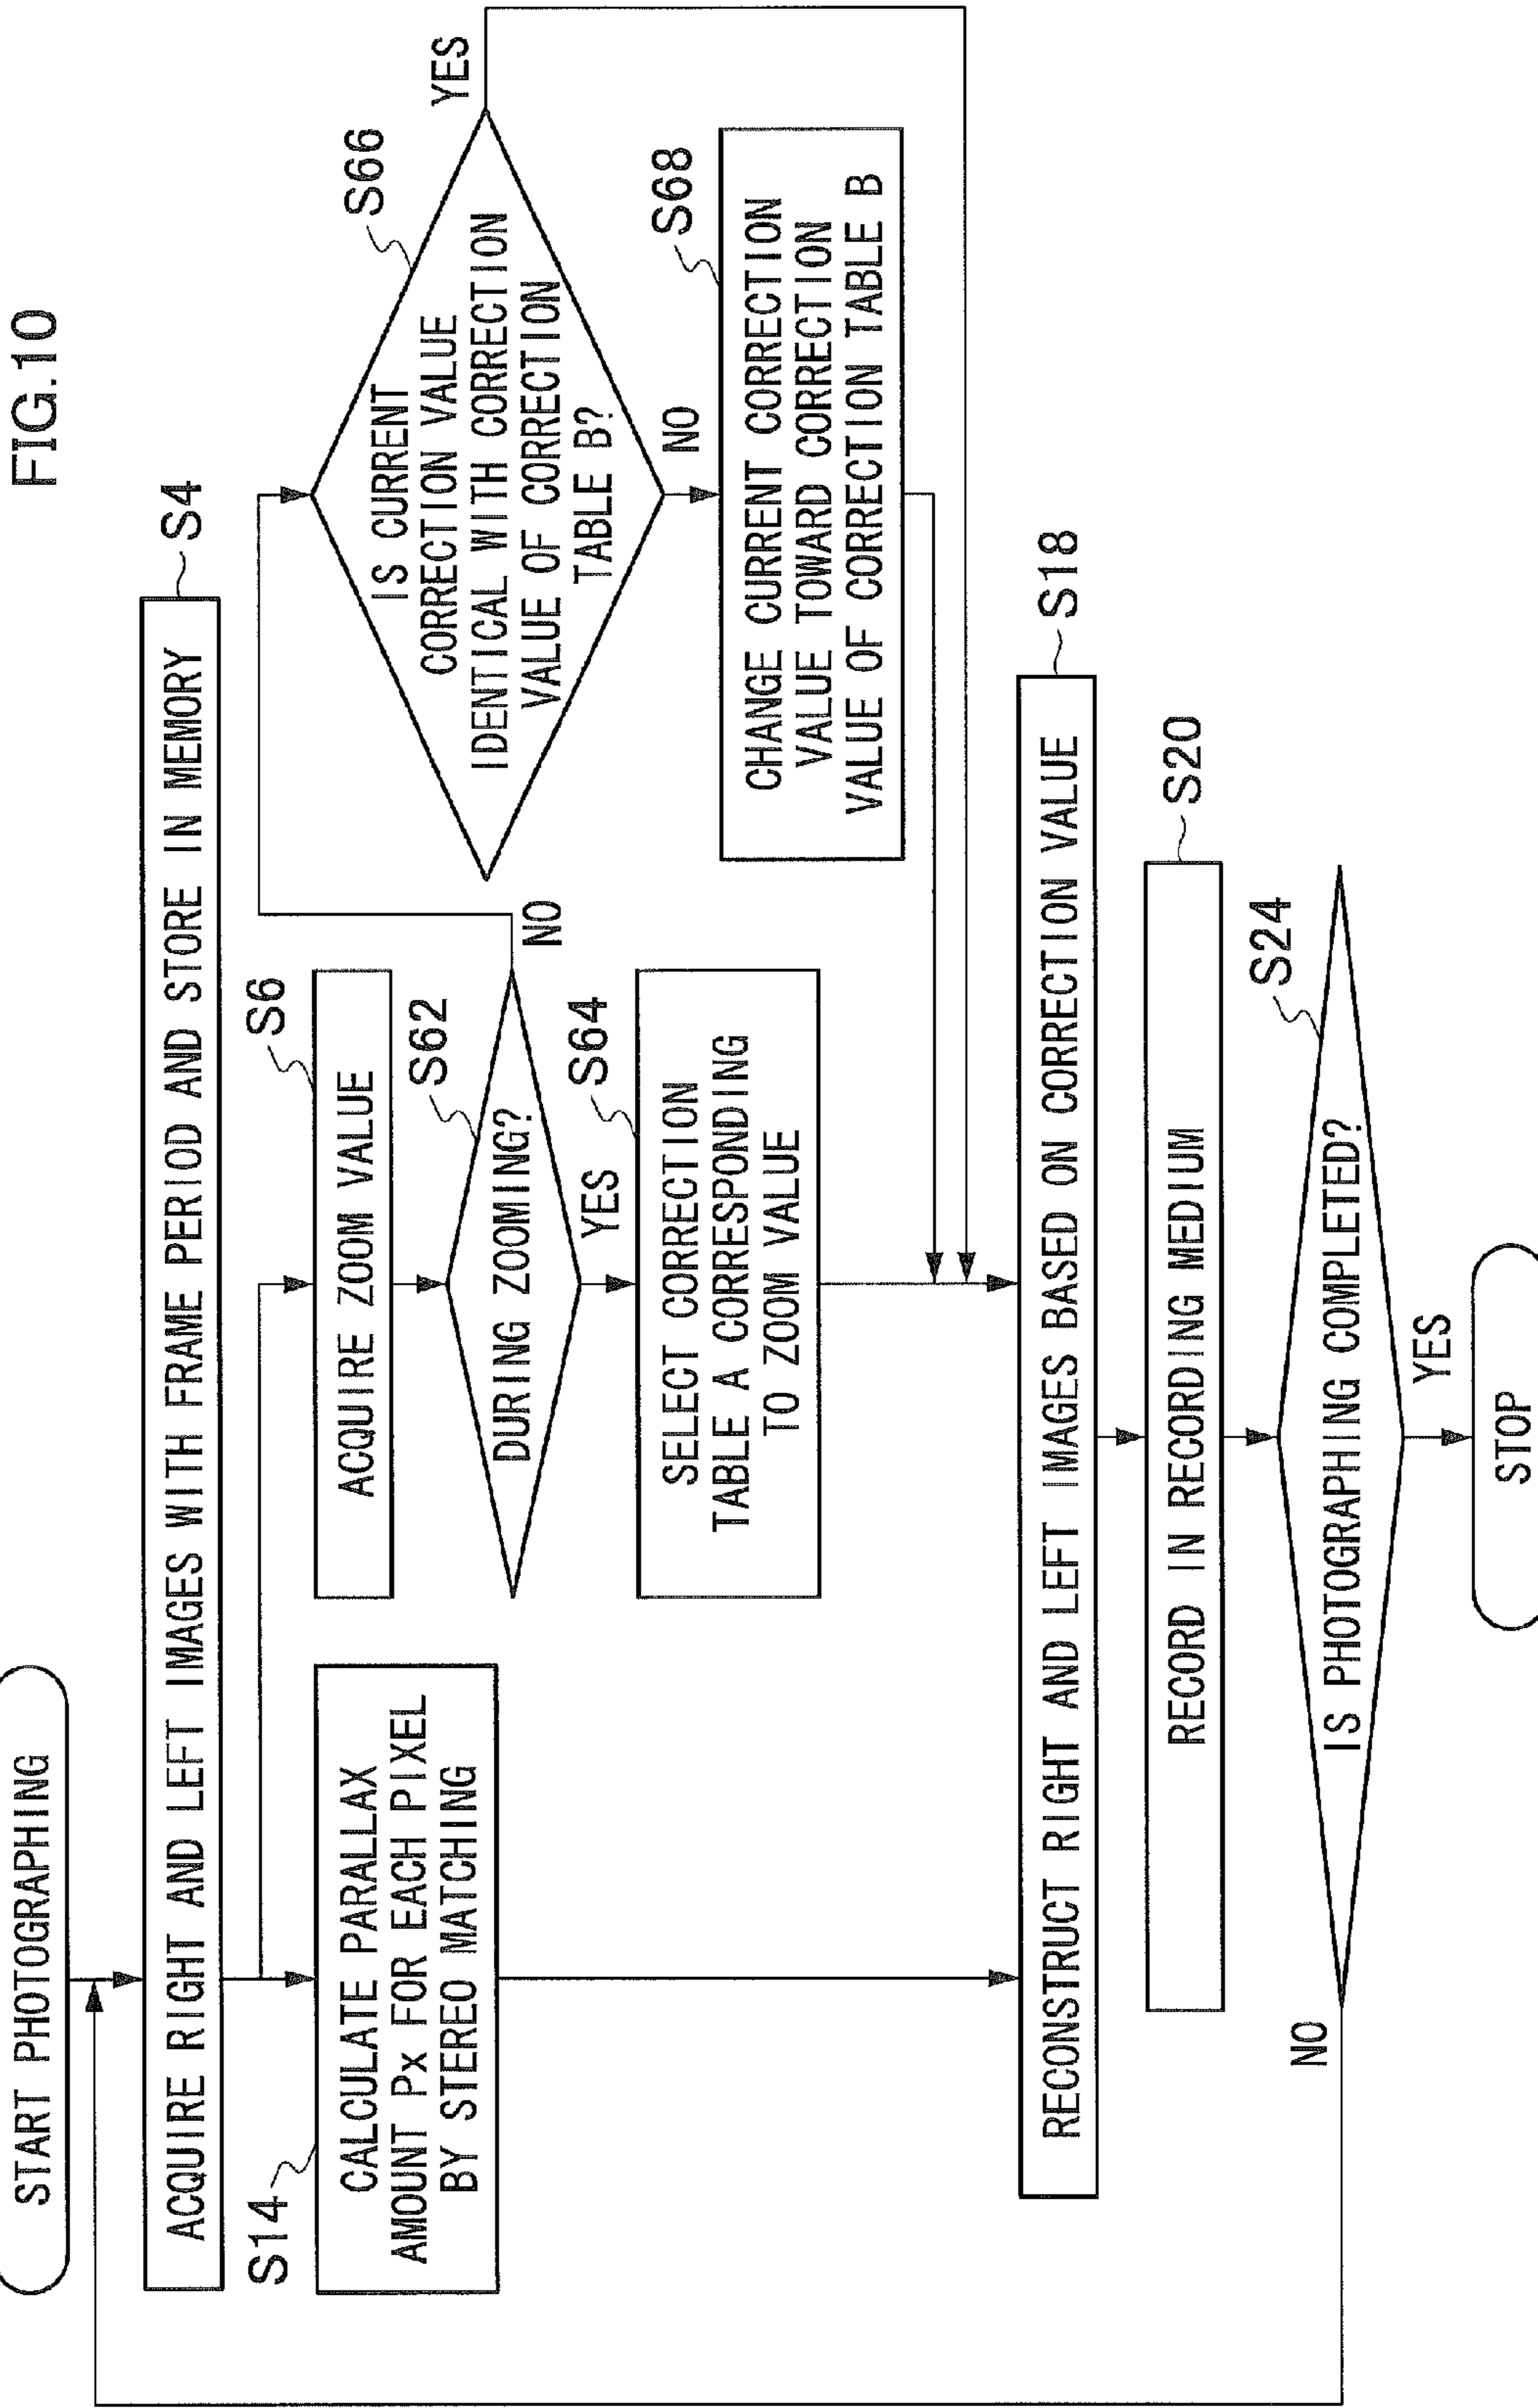 FIG.10
START PHOTOGRAPHING
ACQUIRE RIGHT AND LEFT IMAGES WITH FRAME PERIOD AND STORE IN MEMORY
S4
S14
CALCULATE PARALLAX
AMOUNT Px FOR EACH PIXEL
BY STEREO MATCHING
S6
ACQUIRE ZOOM VALUE
S62
DURING ZOOMING?
NO
YES
S64
SELECT CORRECTION
TABLE A CORRESPONDING
TO ZOOM VALUE
S66
IS CURRENT
CORRECTION VALUE
IDENTICAL WITH CORRECTION
VALUE OF CORRECTION
TABLE B?
YES
NO
S68
CHANGE CURRENT CORRECTION
VALUE TOWARD CORRECTION
VALUE OF CORRECTION TABLE B
S18
RECONSTRUCT RIGHT AND LEFT IMAGES BASED ON CORRECTION VALUE
S20
RECORD IN RECORDING MEDIUM
S24
IS PHOTOGRAPHING COMPLETED?
NO
YES
STOP